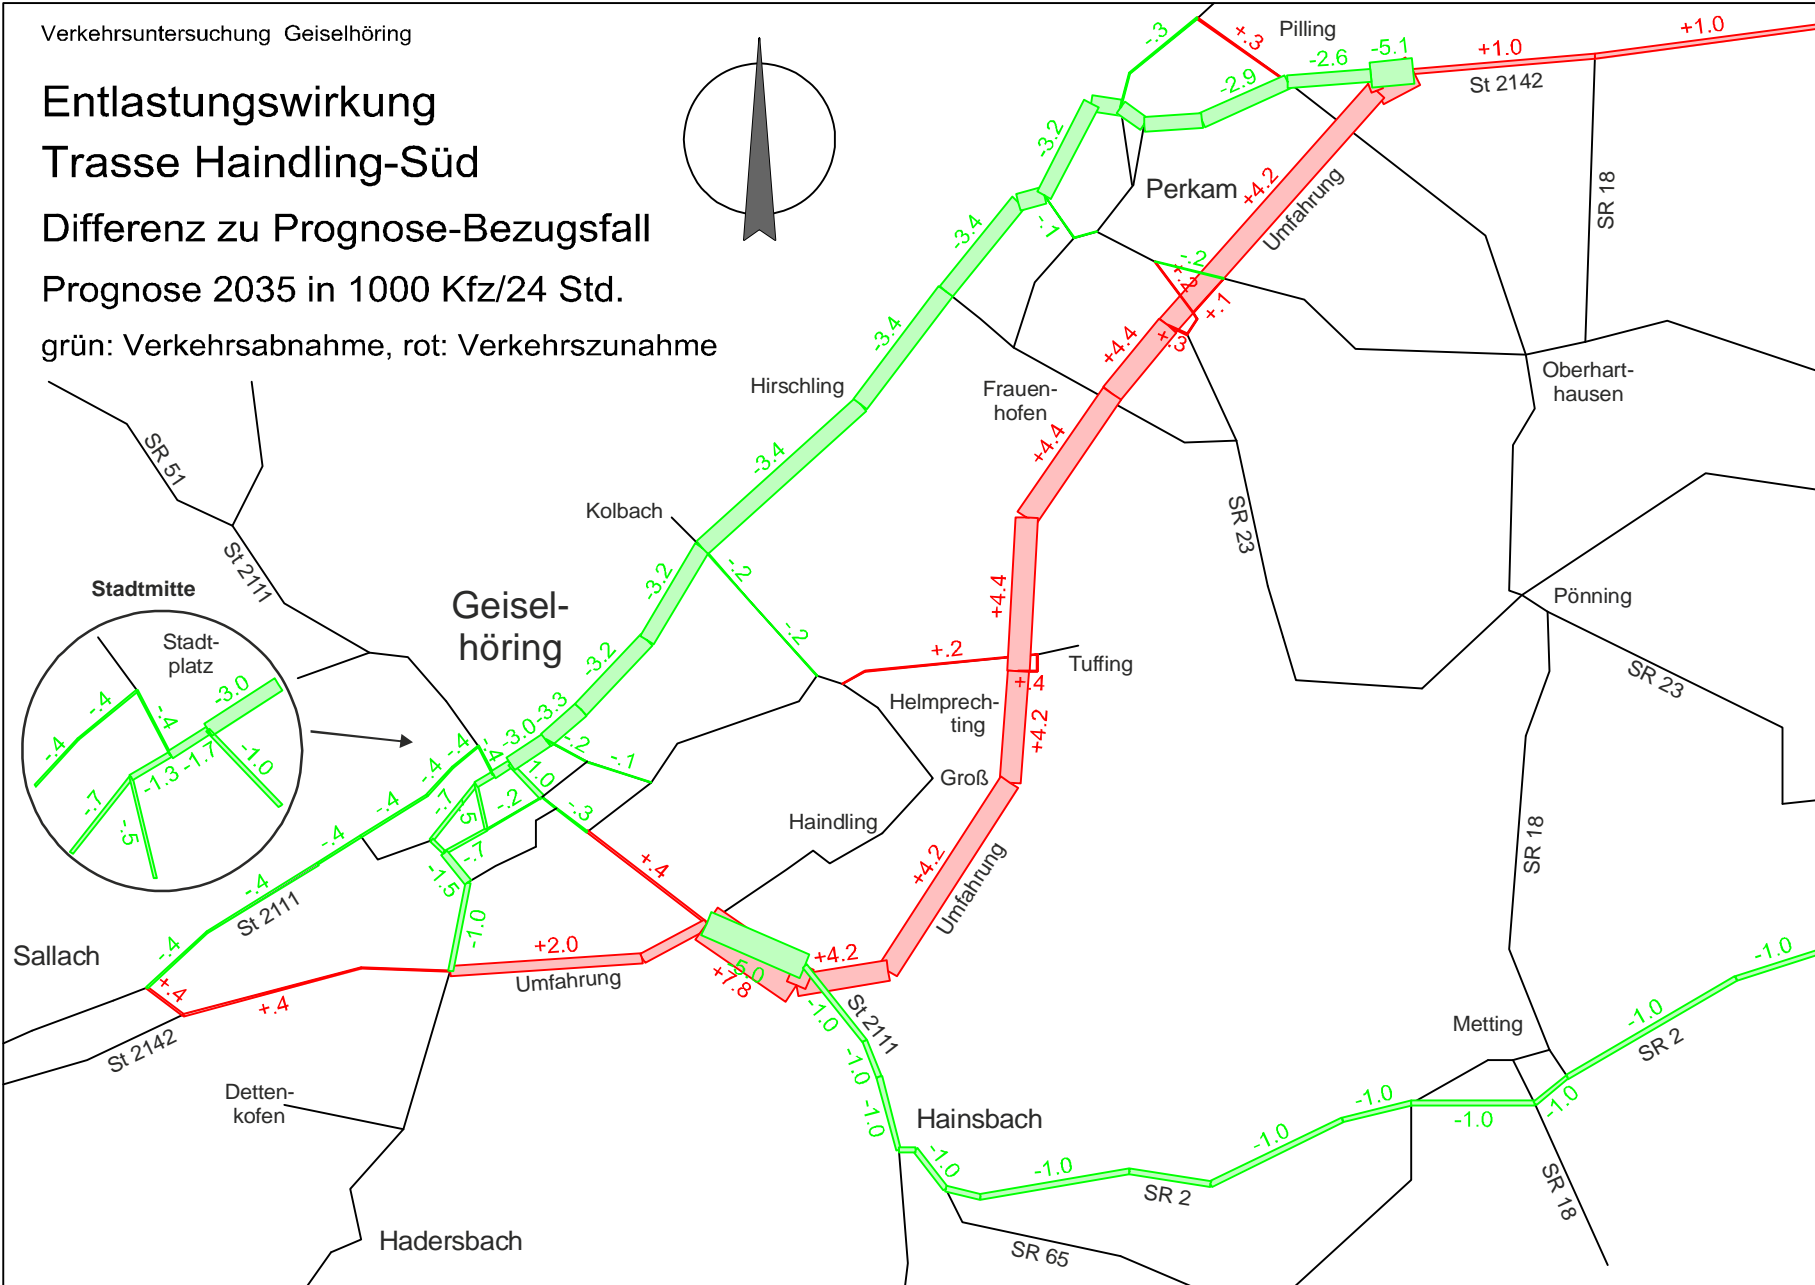 Verkehrsuntersuchung Geiselhöring
Entlastungswirkung
Trasse Haindling-Süd
Differenz zu Prognose-Bezugsfall
Prognose 2035 in 1000 Kfz/24 Std.
grün: Verkehrsabnahme, rot: Verkehrszunahme
-.3
+.3
Pilling
-2.9
-2.6
-5.1
+1.0
+1.0
St 2142
-3.2
Perkam
+4.2
Umfahrung
SR 18
-3.4
-.1
-.2
+.2
+.1
+.3
-3.4
+4.4
Hirschling
Frauen-
hofen
Oberhart-
hausen
-3.4
+4.4
SR 51
Kolbach
SR 23
St 2111
-3.2
-.2
Stadtmitte
Geisel-
höring
+4.4
Pönning
Stadt-
platz
-.4
-.4
-.4
-3.0
-1.0
-1.7
-1.3
-.7
-.5
-3.2
-.2
+.2
Tuffing
+.4
SR 23
Helmprech-
ting
+4.2
-3.3
-3.0
-.2
-.1
-.4
-.4
-.4
-.4
-.4
1.0
-.7
.5
-.2
-.3
-.7
-1.5
Groß
Haindling
SR 18
+.4
+4.2
Umfahrung
-.4
St 2111
-.4
-1.0
Sallach
+2.0
Umfahrung
-5.0
+7.8
+4.2
+.4
+.4
St 2142
-1.0
St 2111
-1.0
-1.0
-1.0
-1.0
SR 2
Metting
Detten-
kofen
Hainsbach
-1.0
-1.0
-1.0
-1.0
-1.0
-1.0
SR 2
SR 18
Hadersbach
SR 65